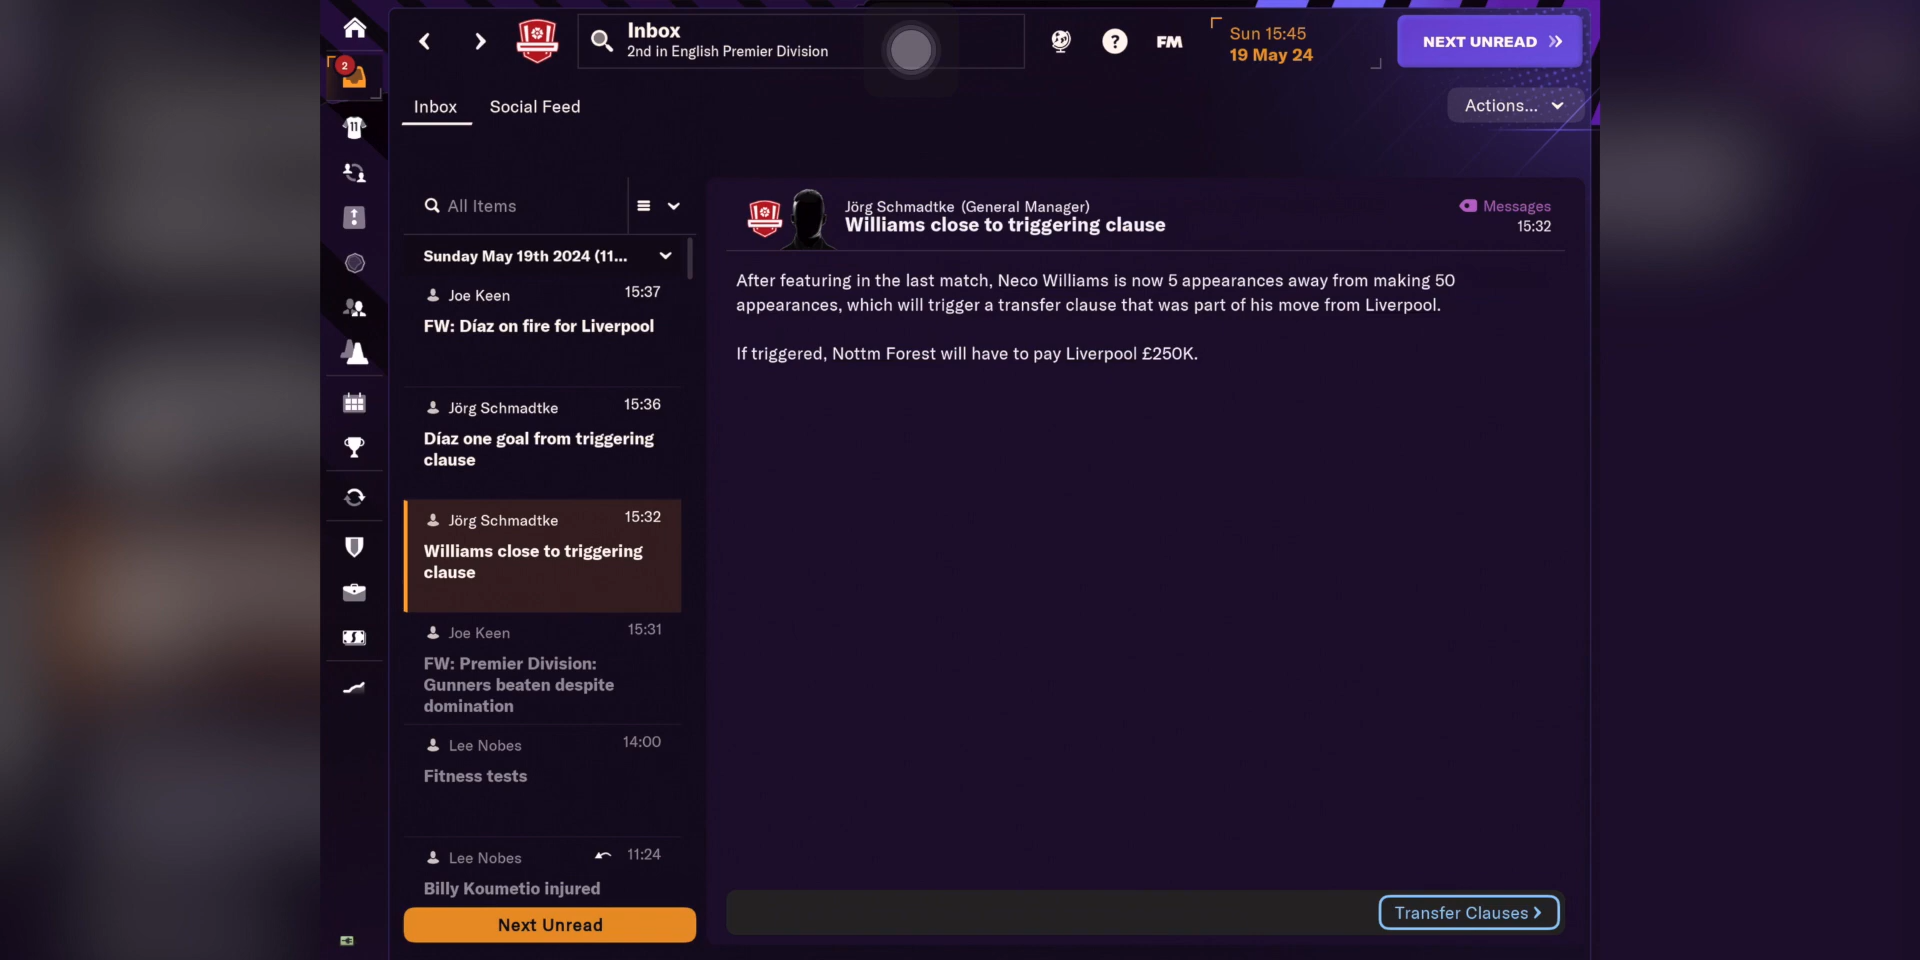 Inbox
2nd in English Premier Division
FM
Sun 15:45
19 May 24
NEXT UNREAD
2
11
Inbox
Social Feed
Actions...
All Items
Sunday May 19th 2024 (11...
Joe Keen
15:37
FW: Díaz on fire for Liverpool
Jörg Schmadtke
15:36
Díaz one goal from triggering
clause
Jörg Schmadtke
15:32
Williams close to triggering
clause
Joe Keen
15:31
FW: Premier Division:
Gunners beaten despite
domination
Lee Nobes
14:00
Fitness tests
Lee Nobes
11:24
Billy Koumetio injured
Next Unread
Jörg Schmadtke (General Manager)
Williams close to triggering clause
Messages
15:32
After featuring in the last match, Neco Williams is now 5 appearances away from making 50
appearances, which will trigger a transfer clause that was part of his move from Liverpool.
If triggered, Nottm Forest will have to pay Liverpool £250K.
Transfer Clauses